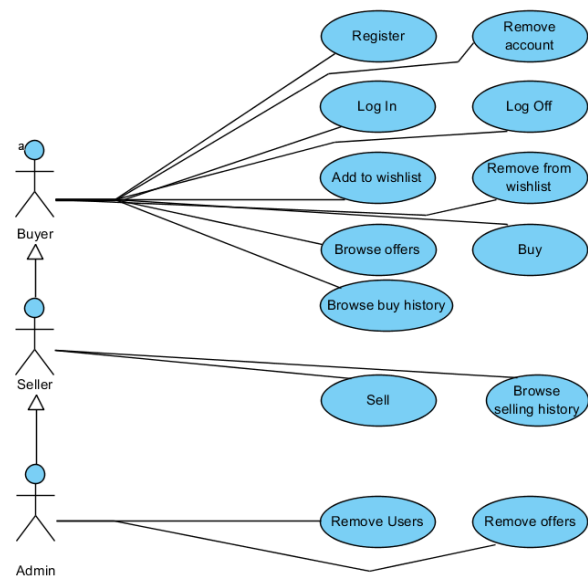 Register
Remove
account
Log In
Log Off
a
Add to wishlist
Remove from
wishlist
Buyer
Browse offers
Buy
Browse buy history
Seller
Sell
Browse
selling history
Remove Users
Remove offers
Admin